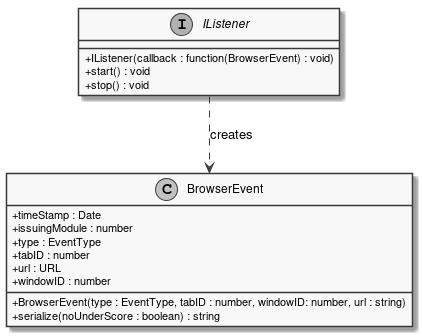 I IListener
+IListener(callback : function(BrowserEvent) : void)
+start() : void
+stop() : void
creates
C BrowserEvent
+timeStamp : Date
+issuingModule : number
+type : EventType
+tabID : number
+url : URL
+windowID : number
+BrowserEvent(type : EventType, tabID : number, windowID: number, url : string)
+serialize(noUnderScore : boolean) : string